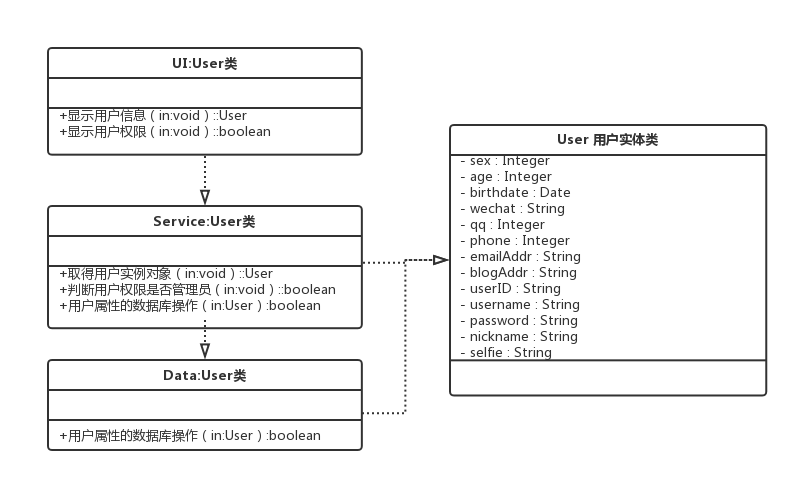 UI:User类
+显示用户信息（in:void）::User
+显示用户权限（in:void）::boolean
Service:User类
+取得用户实例对象（in:void）::User
+判断用户权限是否管理员（in:void）::boolean
+用户属性的数据库操作（in:User）:boolean
Data:User类
+用户属性的数据库操作（in:User）:boolean
User 用户实体类
- sex : Integer
- age : Integer
- birthdate : Date
- wechat : String
- qq : Integer
- phone : Integer
- emailAddr : String
- blogAddr : String
- userID : String
- username : String
- password : String
- nickname : String
- selfie : String